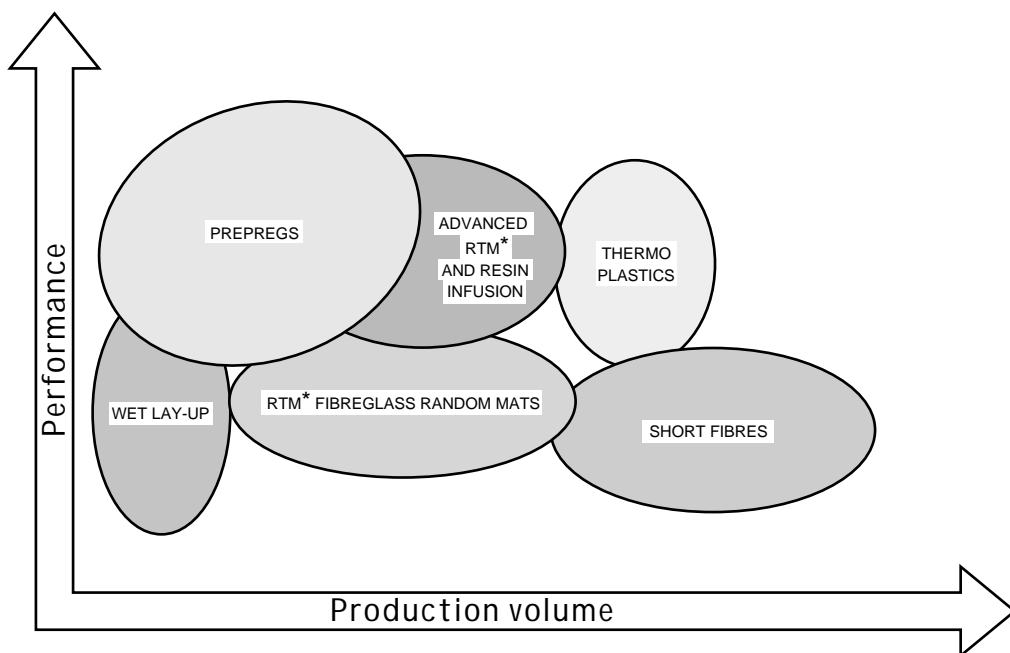 Performance
PREPREGS
ADVANCED
RTM*
AND RESIN
INFUSION
THERMO
PLASTICS
WET LAY-UP
RTM* FIBREGLASS RANDOM MATS
SHORT FIBRES
Production volume